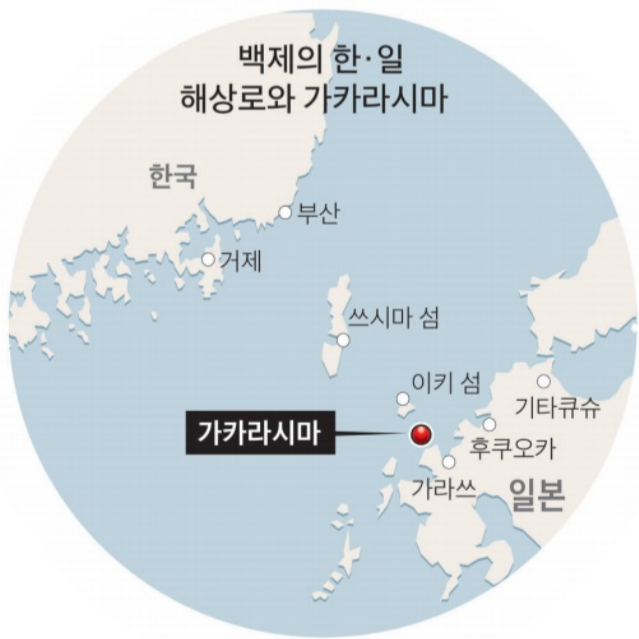 백제의 한·일
해상로와 가카라시마
한국
부산
거제
쓰시마 섬
이키 섬
기타큐슈
가카라시마
후쿠오카
가라쓰
일본